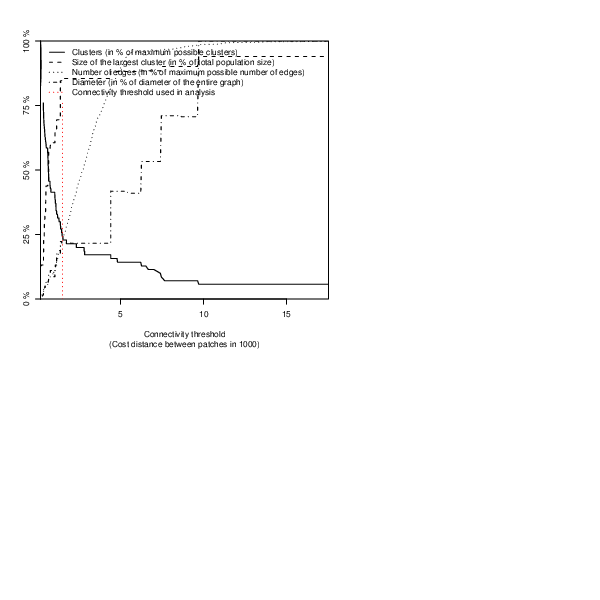 100 %
75 %
50 %
25 %
0 %
Clusters (in % of maximum possible clusters)
Size of the largest cluster (in % of total population size)
Number of edges (in % of maximum possible number of edges)
Diameter (in % of diameter of the entire graph)
Connectivity threshold used in analysis
5 10 15
Connectivity threshold
(Cost distance between patches in 1000)